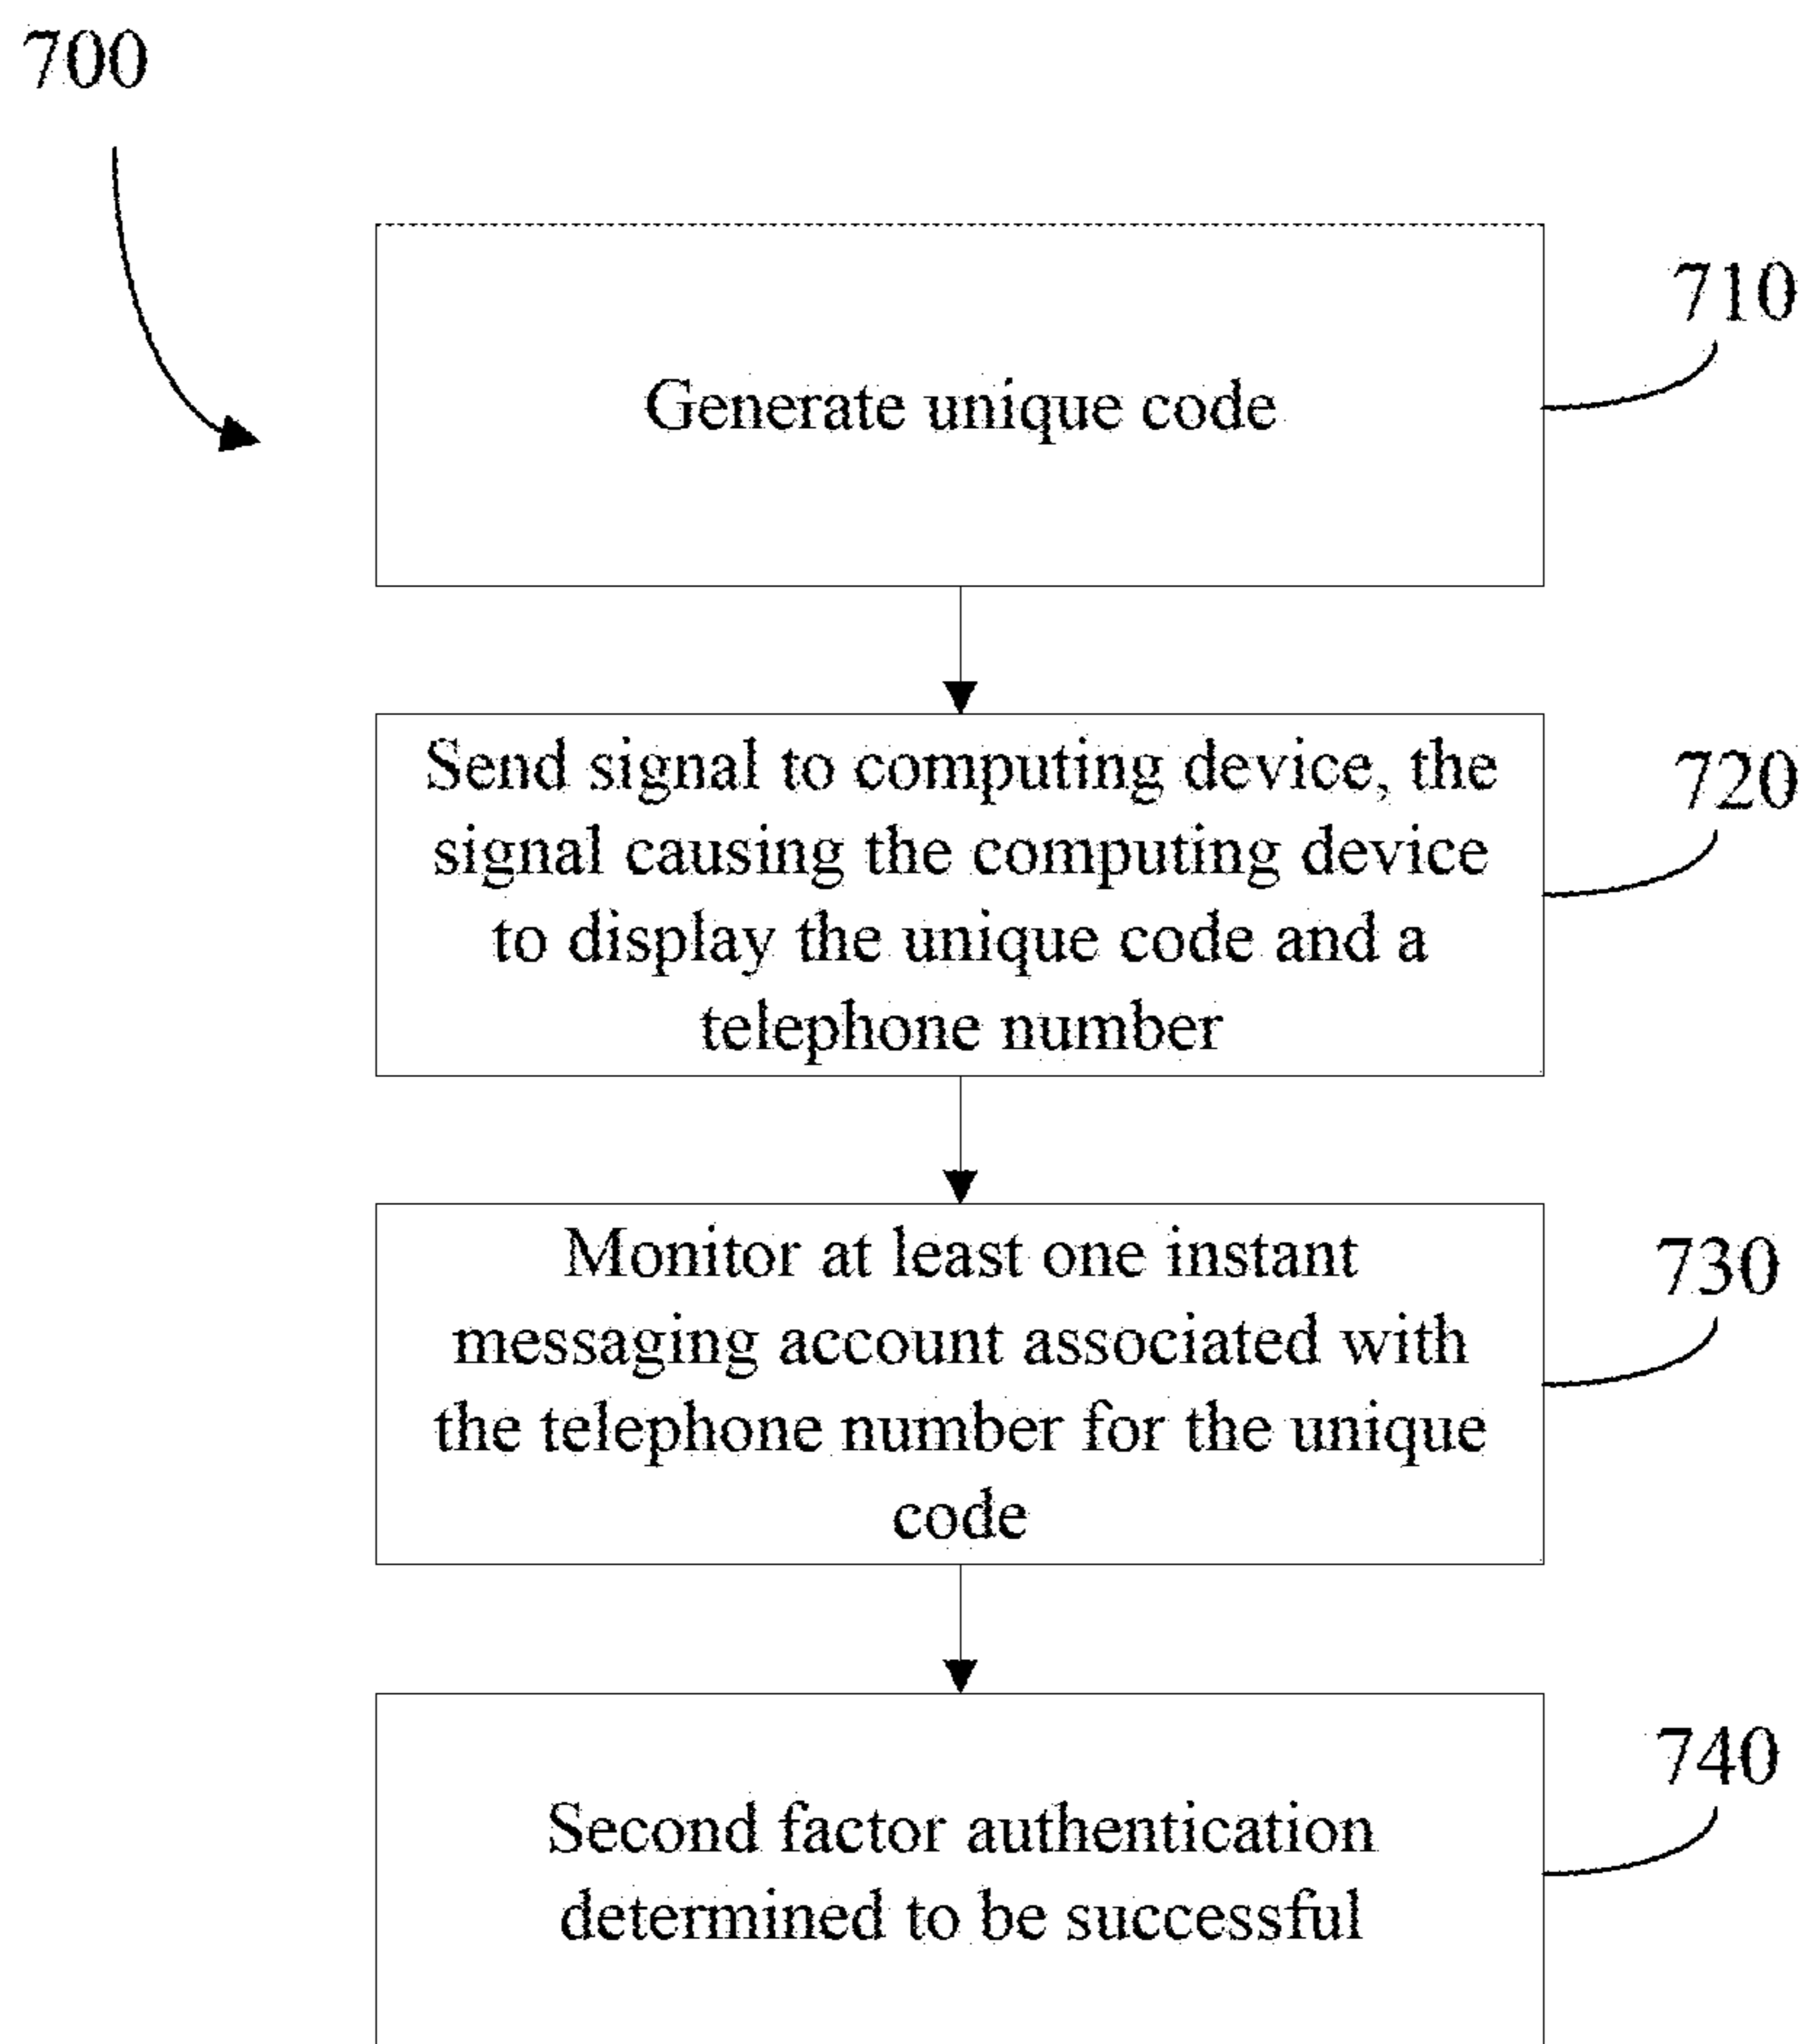 700
710
Generate unique code
720
Send signal to computing device, the
signal causing the computing device
to display the unique code and a
telephone number
730
Monitor at least one instant
messaging account associated with
the telephone number for the unique
code
740
Second factor authentication
determined to be successful